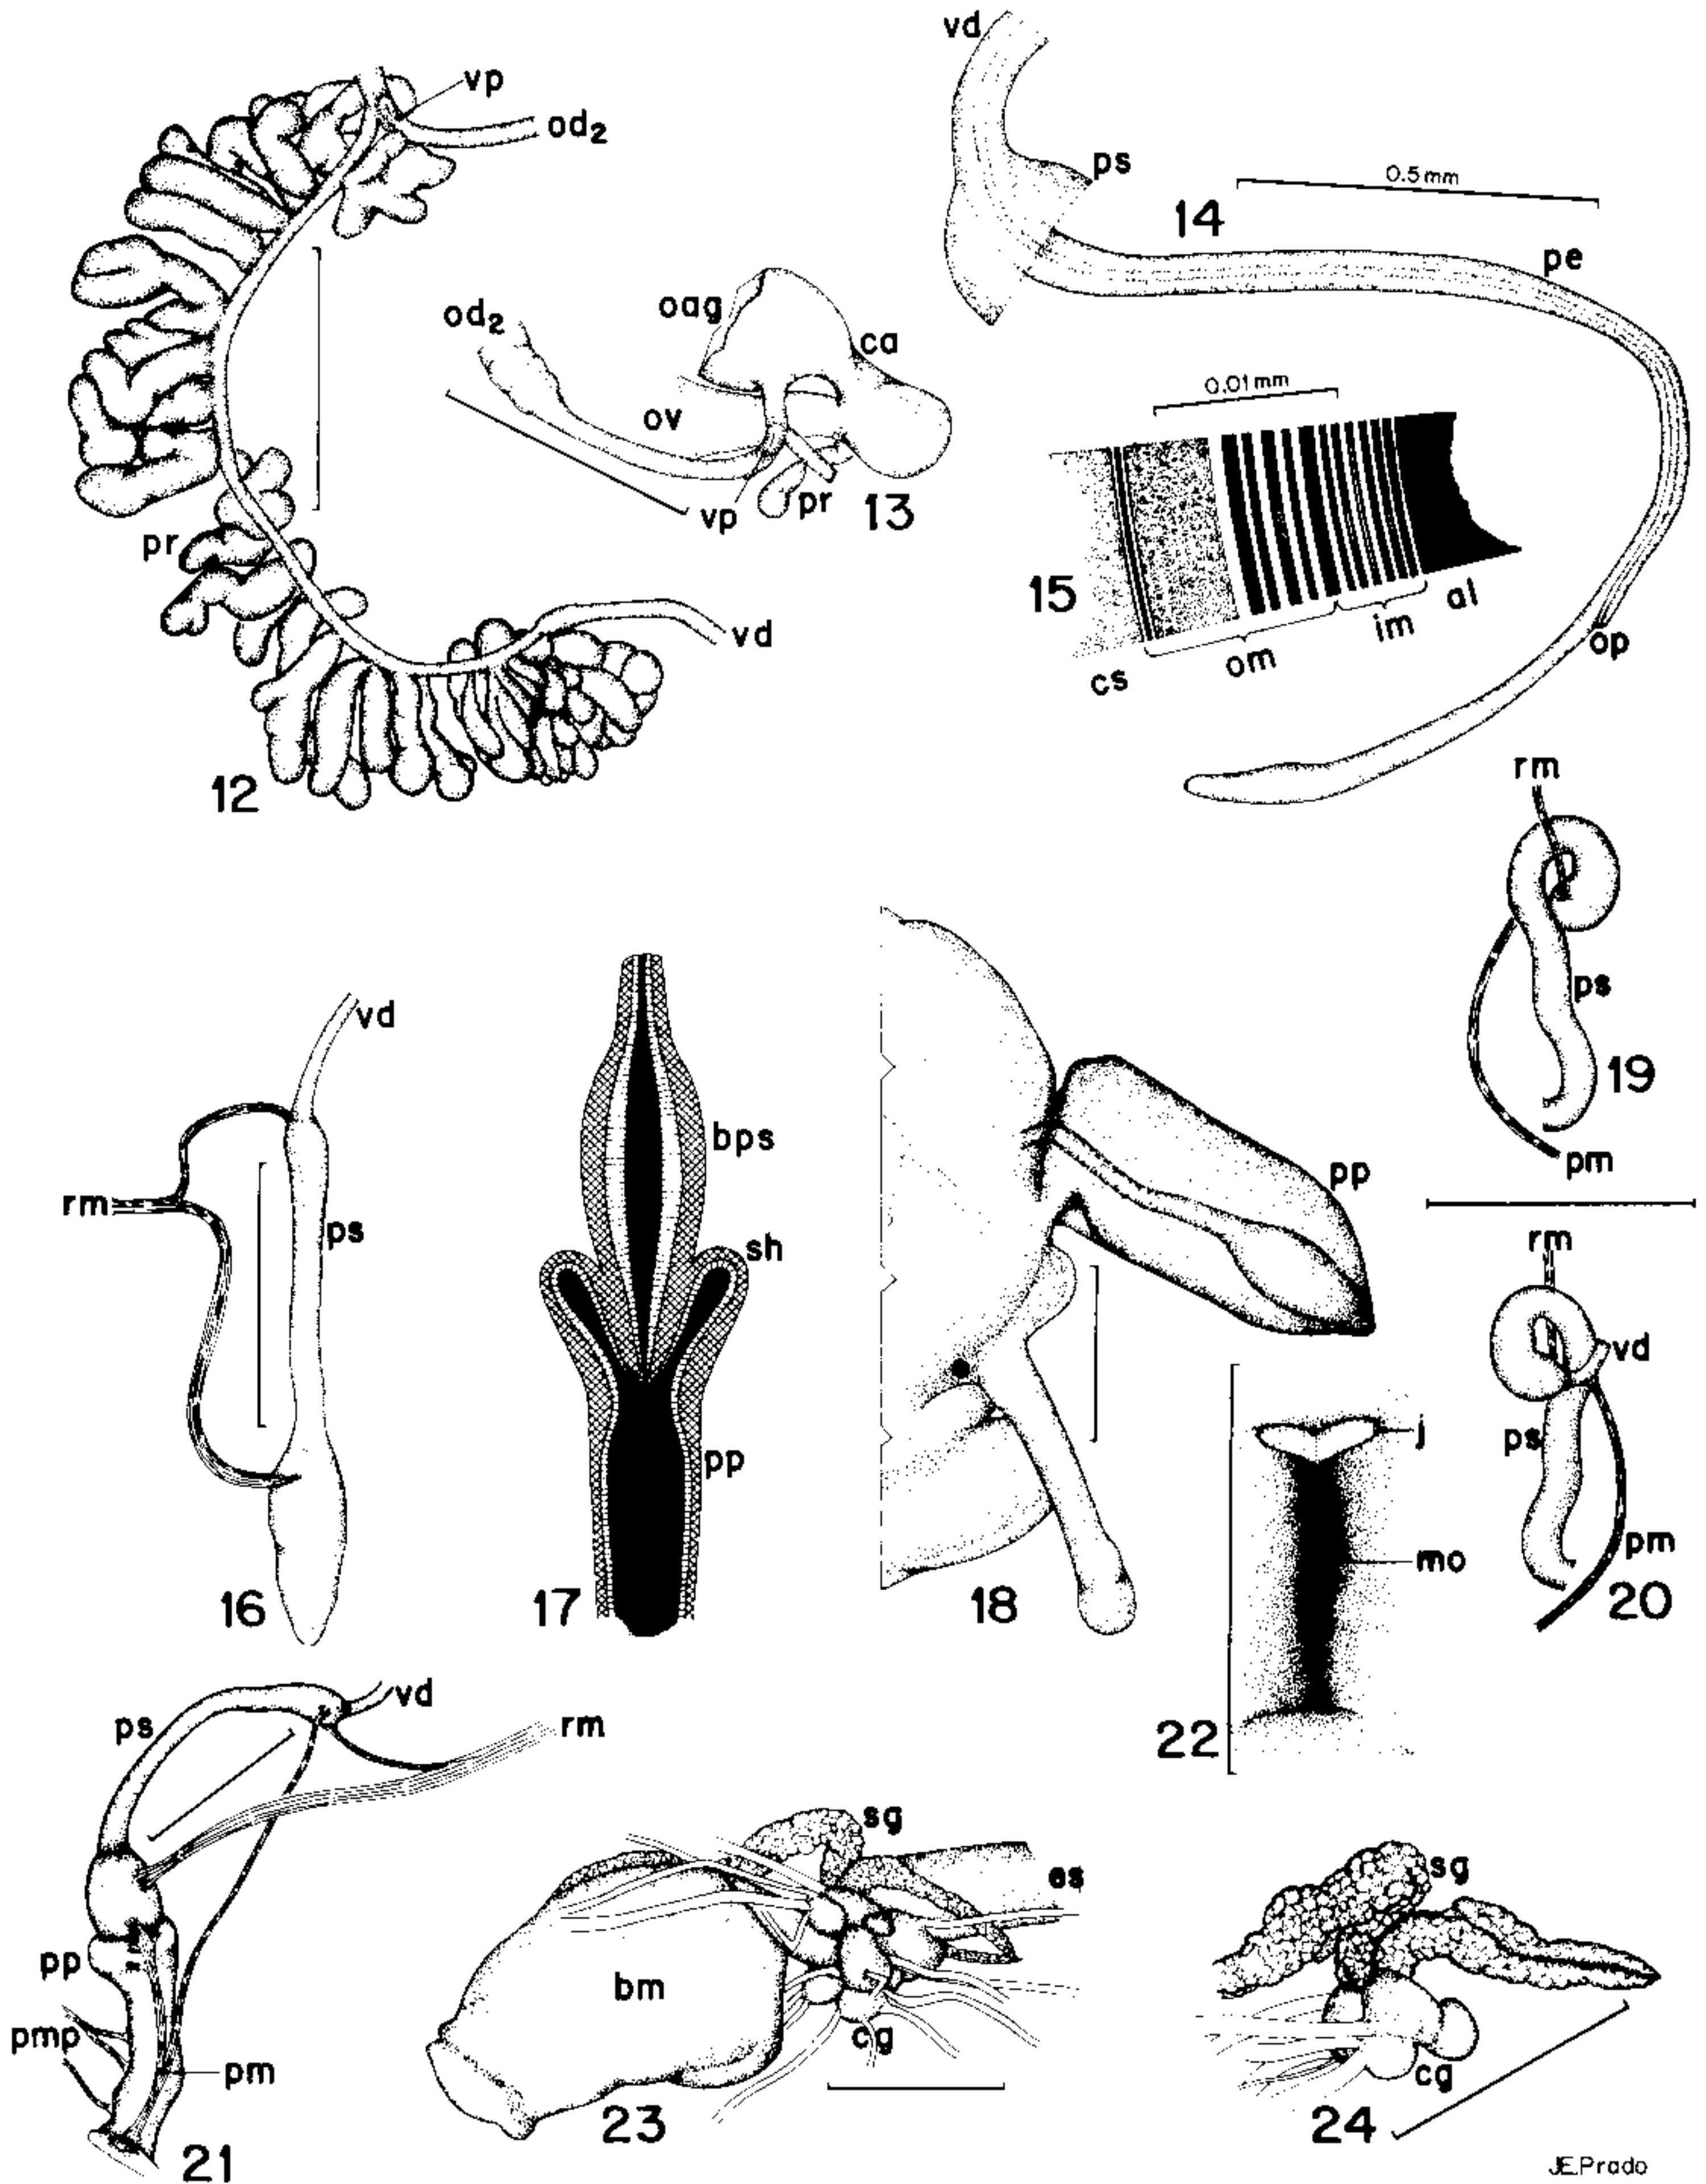 vp
od2
pr
vd
12
od2
oag
ca
ov
vp
pr
13
vd
ps
14
0.5 mm
pe
op
0.01 mm
15
cs
om
im
al
vd
rm
ps
16
bps
sh
pp
17
pp
18
rm
ps
19
pm
rm
vd
ps
pm
20
vd
ps
rm
pp
pmp
pm
21
j
mo
22
sg
es
bm
cg
23
sg
cg
24
J.E.Prado